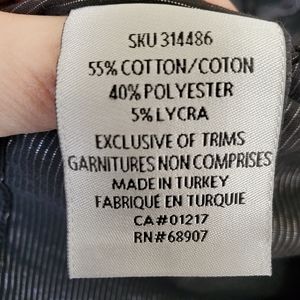 SKU 314486
55% COTTON/COTON
40% POLYESTER
5% LYCRA
EXCLUSIVE OF TRIMS
GARNITURES NON COMPRISES
MADE IN TURKEY
FABRIQUÉ EN TURQUIE
CA#01217
RN#68907